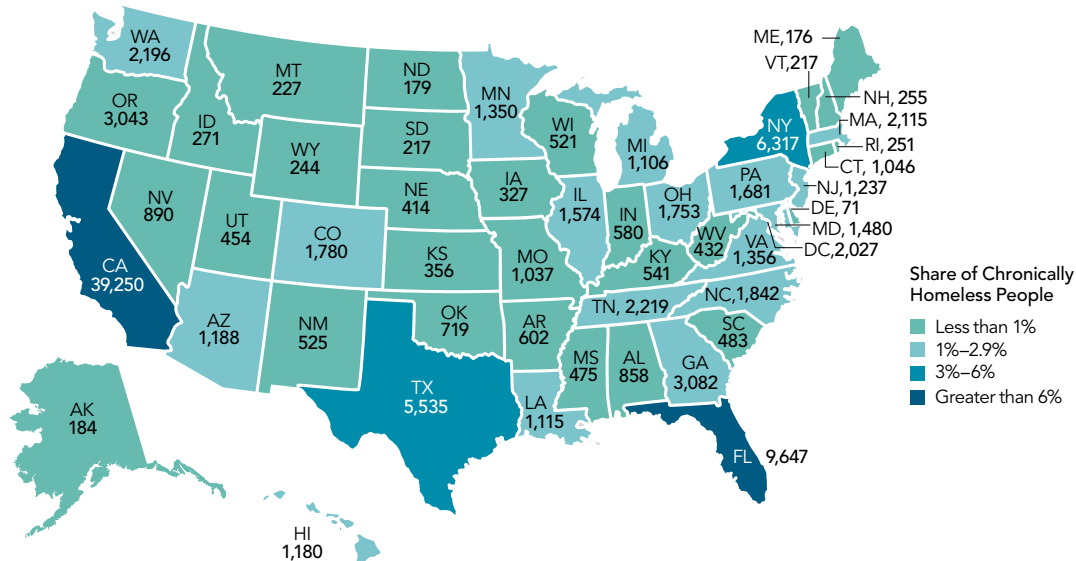 WA
2,196
OR
3,043
ID
271
MT
227
ND
179
MN
1,350
SD
217
WY
244
NE
414
NV
890
UT
454
CO
1,780
KS
356
CA
39,250
AZ
1,188
NM
525
OK
719
TX
5,535
IA
327
MO
1,037
AR
602
LA
1,115
WI
521
IL
1,574
MI
1,106
IN
580
OH
1,753
KY
541
WV
432
TN, 2,219
MS
475
AL
858
GA
3,082
SC
483
NC, 1,842
VA
1,356
PA
1,681
NY
6,317
FL 9,647
ME, 176
VT, 217
NH, 255
MA, 2,115
RI, 251
CT, 1,046
NJ, 1,237
DE, 71
MD, 1,480
DC, 2,027
AK
184
HI
1,180
Share of Chronically
Homeless People
Less than 1%
1%–2.9%
3%–6%
Greater than 6%